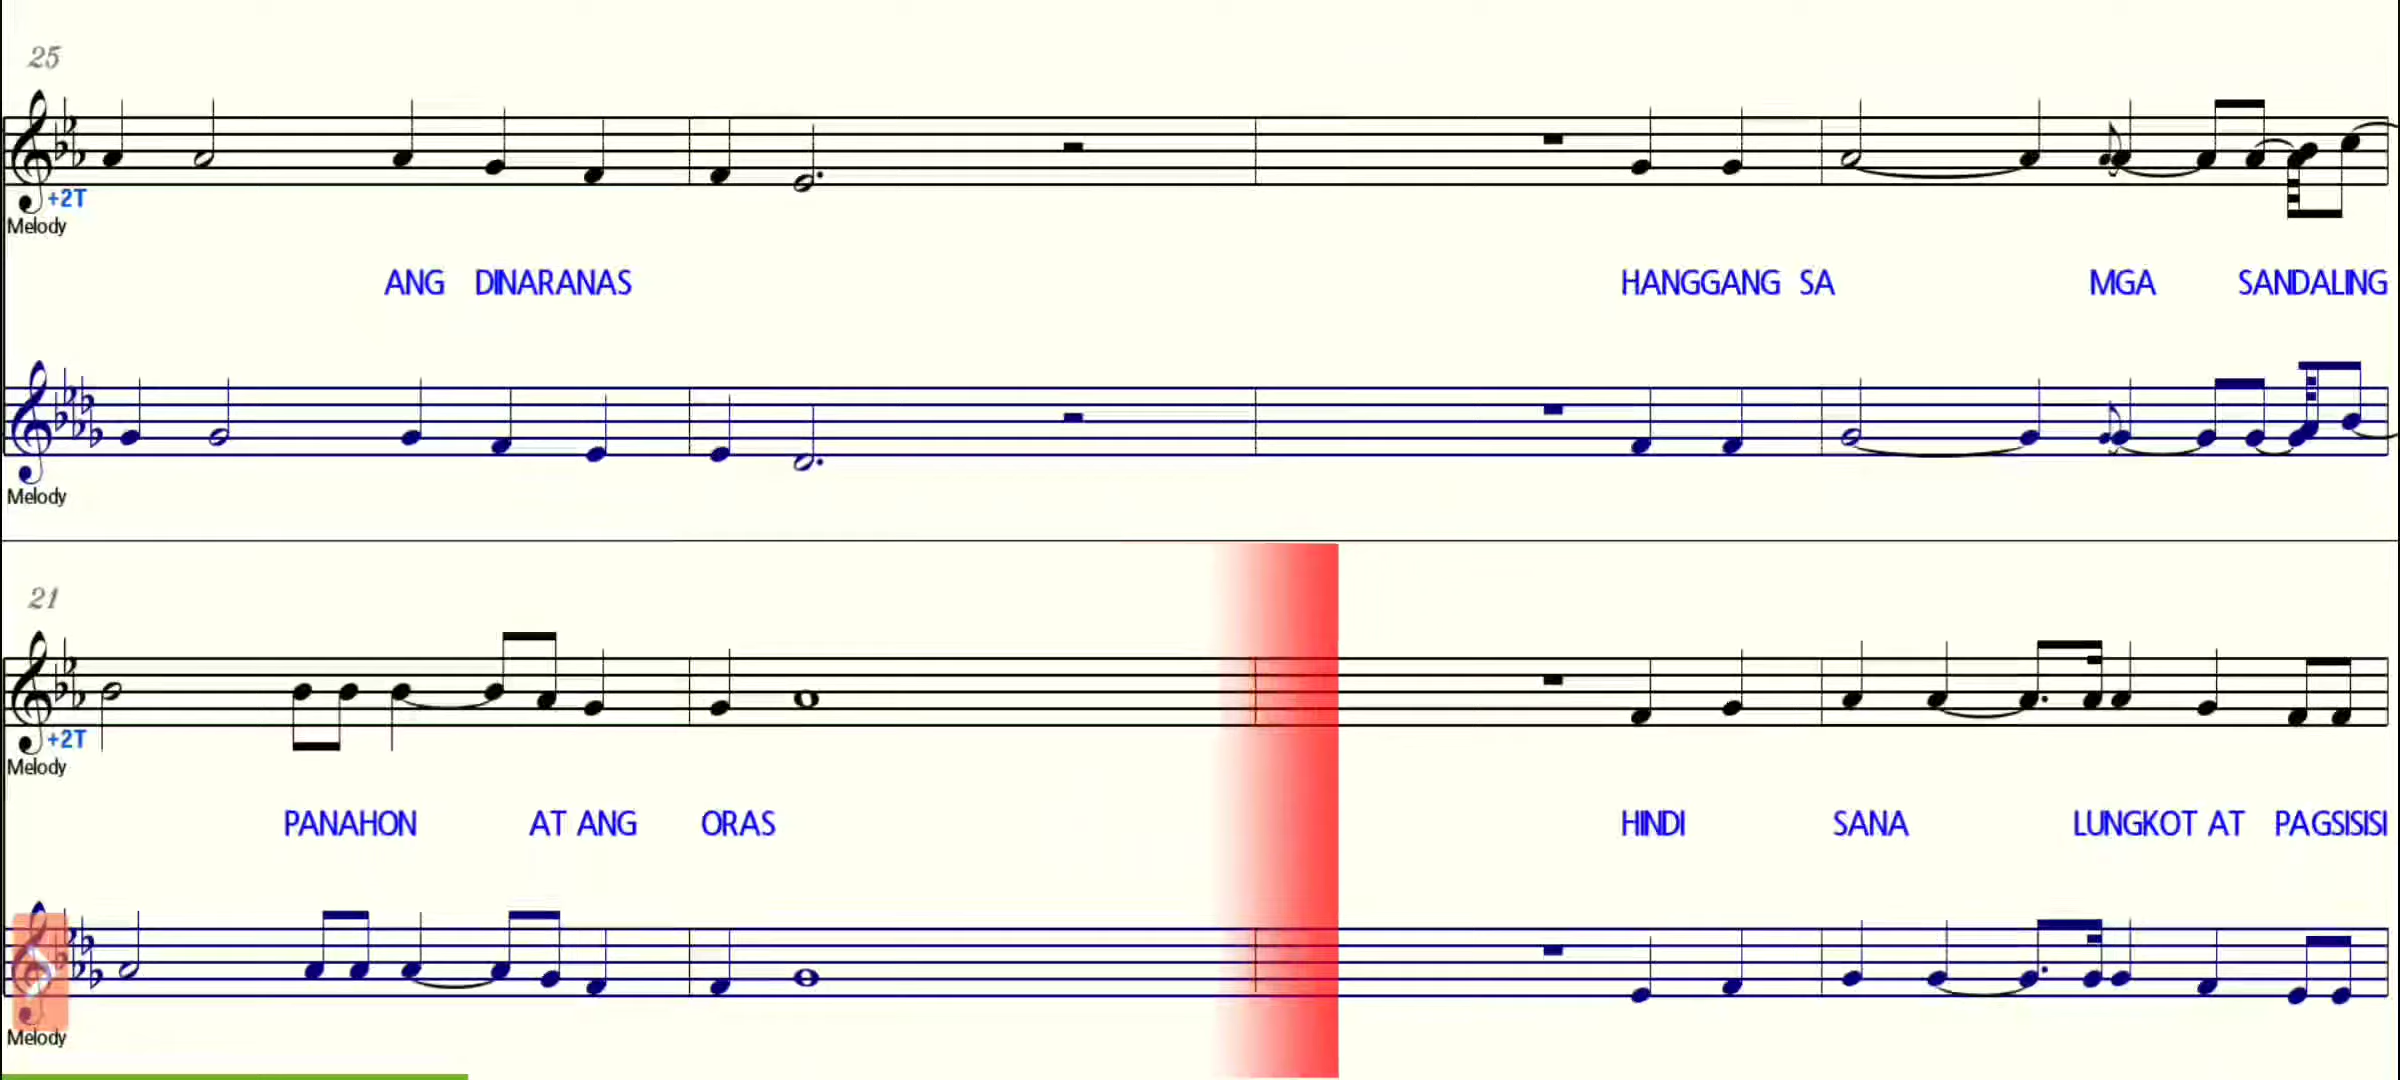 25
+2T
Melody
ANG DINARANAS HANGGANG SA MGA SANDALING
Melody
21
+2T
Melody
PANAHON AT ANG ORAS HINDI SANA LUNGKOT AT PAGSISISI
Melody